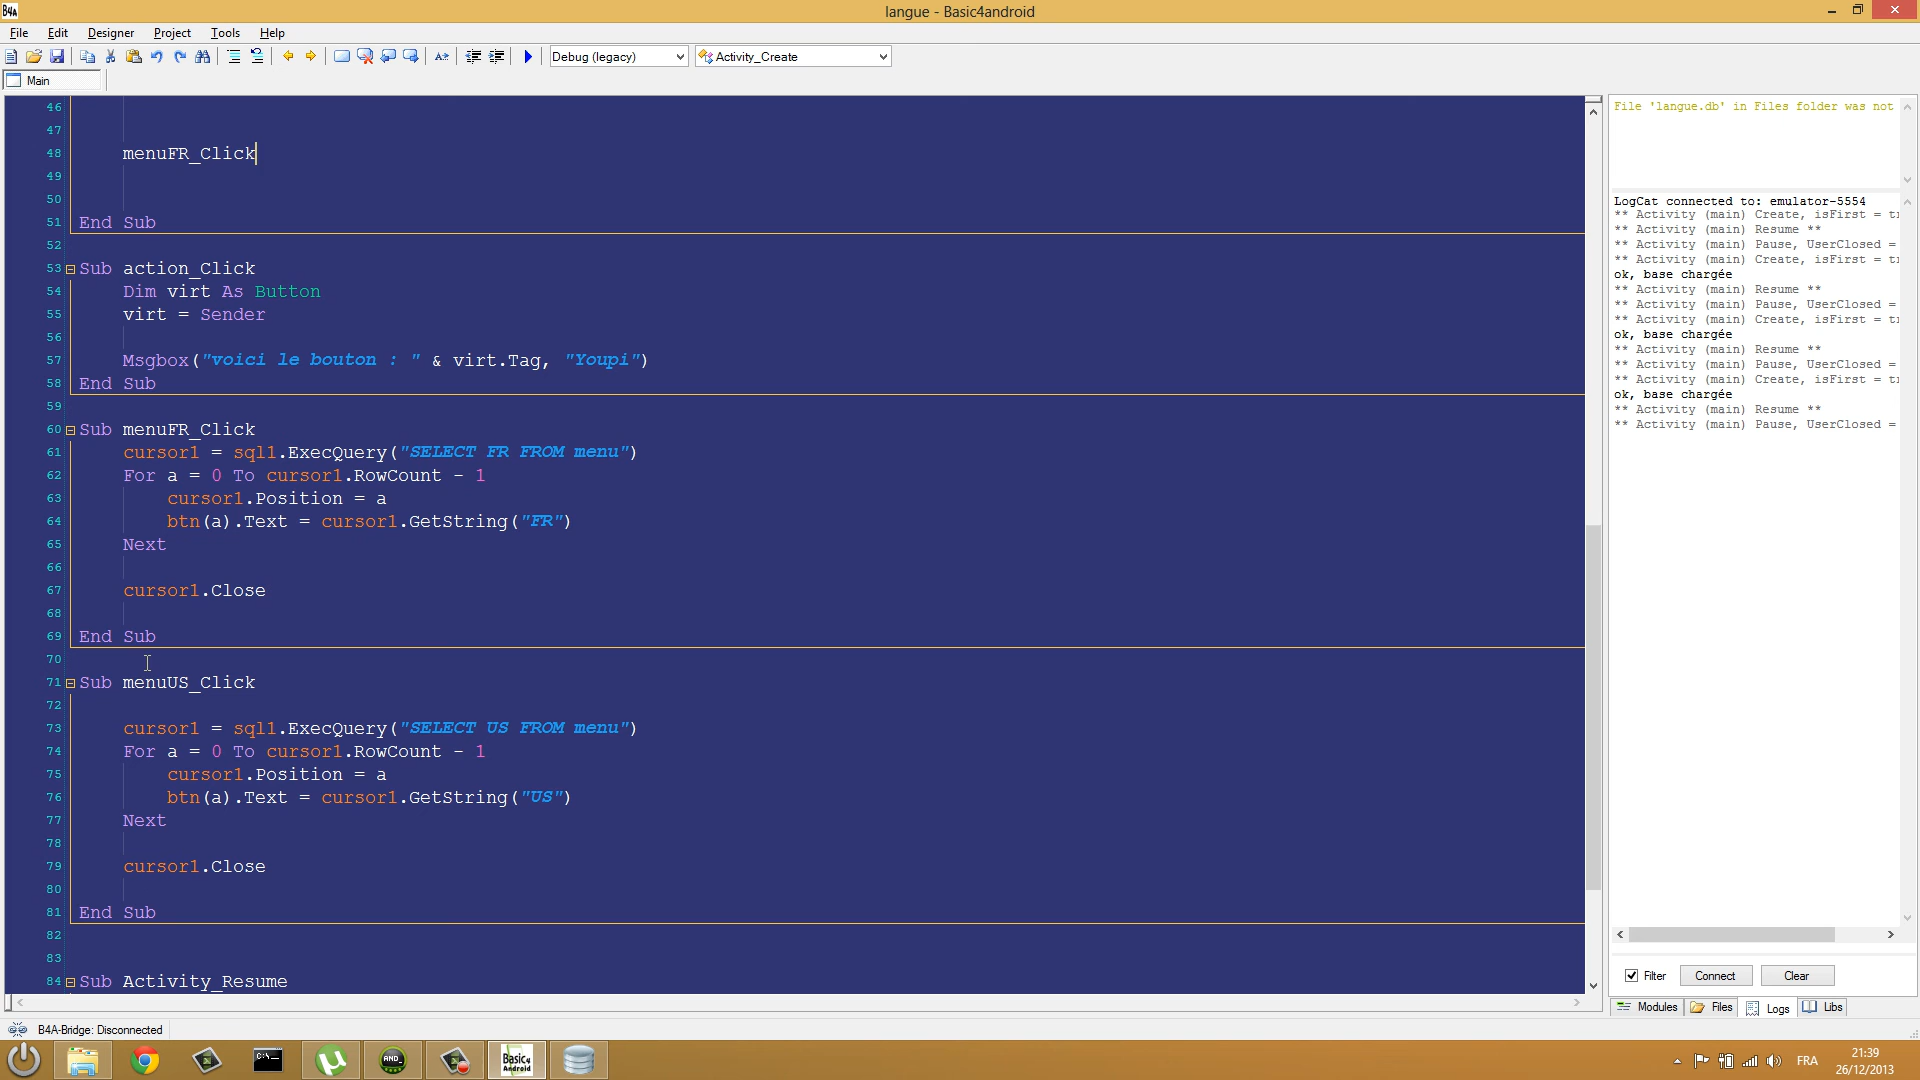 B4A
langue - Basic4android
File Edit Designer Project Tools Help
Debug (legacy) Activity_Create
Main
46
47
48 menuFR_Click
49
50
51 End Sub
52
53 Sub action_Click
54 Dim virt As Button
55 virt = Sender
56
57 Msgbox("voici le bouton : " & virt.Tag, "Youpi")
58 End Sub
59
60 Sub menuFR_Click
61 cursor1 = sql1.ExecQuery("SELECT FR FROM menu")
62 For a = 0 To cursor1.RowCount - 1
63 cursor1.Position = a
64 btn(a).Text = cursor1.GetString("FR")
65 Next
66
67 cursor1.Close
68
69 End Sub
70
71 Sub menuUS_Click
72
73 cursor1 = sql1.ExecQuery("SELECT US FROM menu")
74 For a = 0 To cursor1.RowCount - 1
75 cursor1.Position = a
76 btn(a).Text = cursor1.GetString("US")
77 Next
78
79 cursor1.Close
80
81 End Sub
82
83
84 Sub Activity_Resume
File 'langue.db' in Files folder was not
LogCat connected to: emulator-5554
** Activity (main) Create, isFirst =
** Activity (main) Resume **
** Activity (main) Pause, UserClosed =
** Activity (main) Create, isFirst =
ok, base chargée
** Activity (main) Resume **
** Activity (main) Pause, UserClosed =
** Activity (main) Create, isFirst =
ok, base chargée
** Activity (main) Resume **
** Activity (main) Pause, UserClosed =
** Activity (main) Create, isFirst =
ok, base chargée
** Activity (main) Resume **
** Activity (main) Pause, UserClosed =
Filter Connect Clear
Modules Files Logs Libs
B4A-Bridge: Disconnected
C:\_ AND_ Basic4 Android FRA 21:39
26/12/2013